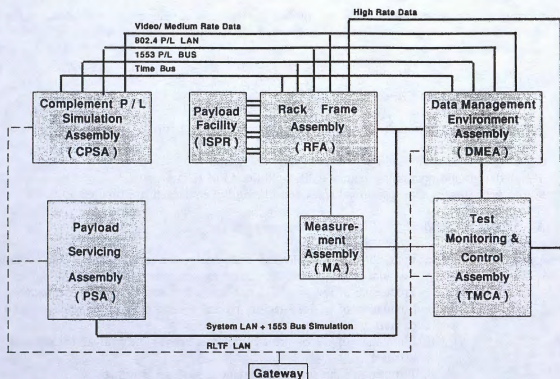 High Rate Data
Video/ Medium Rate Data
802.4 P/L LAN
1553 P/L BUS
Time Bus
Complement P / L
Simulation
Assembly
( CPSA )
Payload
Facility
( ISPR )
Rack Frame
Assembly
( RFA )
Data Management
Environment
Assembly
( DMEA )
Payload
Servicing
Assembly
( PSA )
Measure-
ment
Assembly
( MA )
Test
Monitoring &
Control
Assembly
( TMCA )
System LAN + 1553 Bus Simulation
RLTF LAN
Gateway